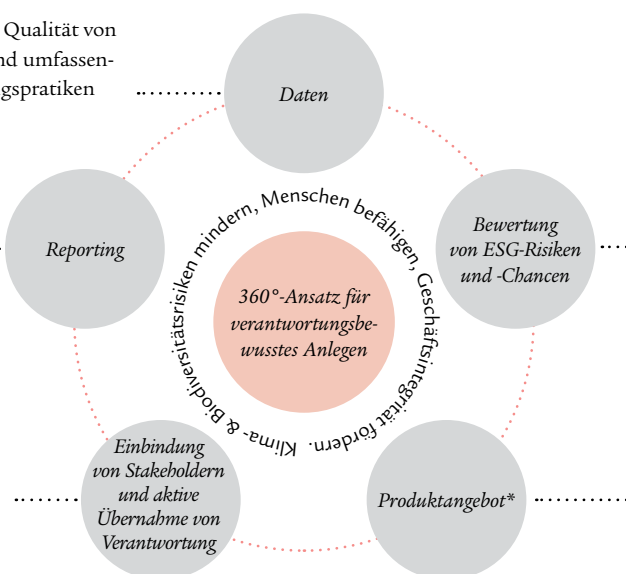 Qualität von
nd umfassen-
gspratiken
Daten
Reporting
Bewertung
von ESG-Risiken
und -Chancen
Klima- & Biodiversitätsrisiken mindern, Menschen befähigen, Geschäftsintegrität fördern.
360°-Ansatz für
verantwortungsbe-
wusstes Anlegen
Einbindung
von Stakeholdern
und aktive
Übernahme von
Verantwortung
Produktangebot*